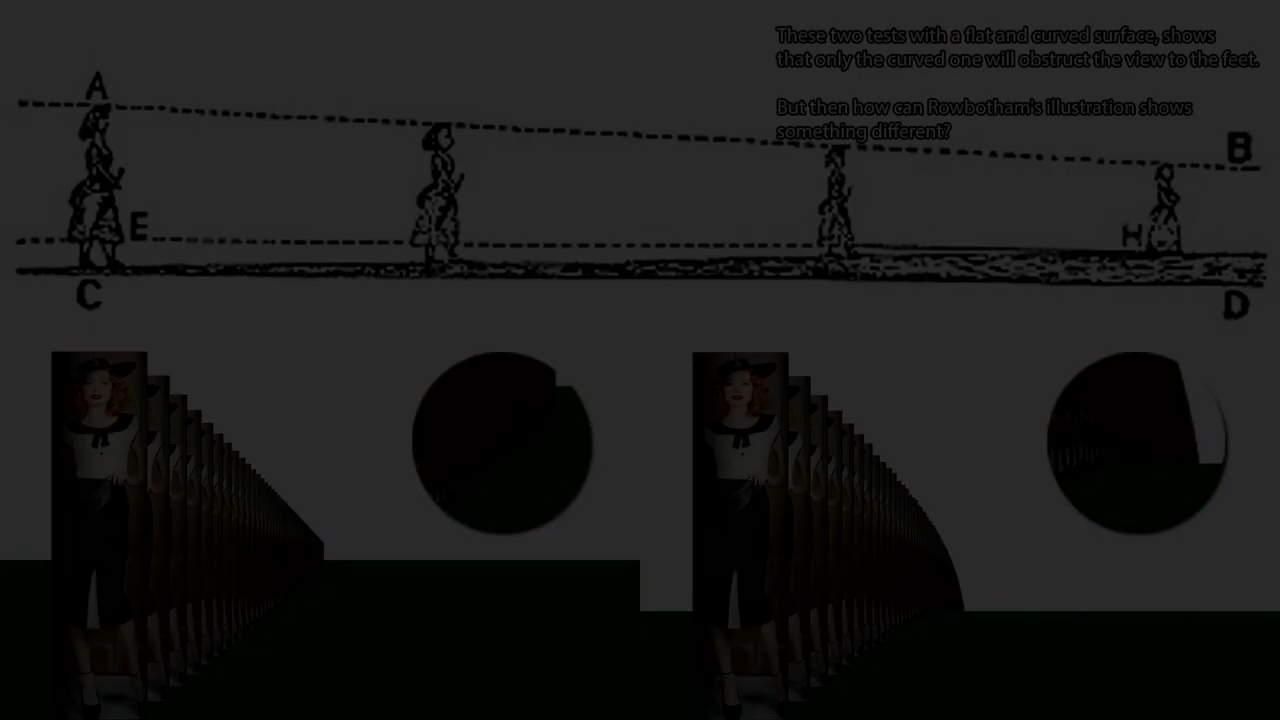 These two tests with a flat and curved surface, shows
that only the curved one will obstruct the view to the feet.
But then how can Rowbotham's illustration shows
something different?
A
B
E
H
C
D